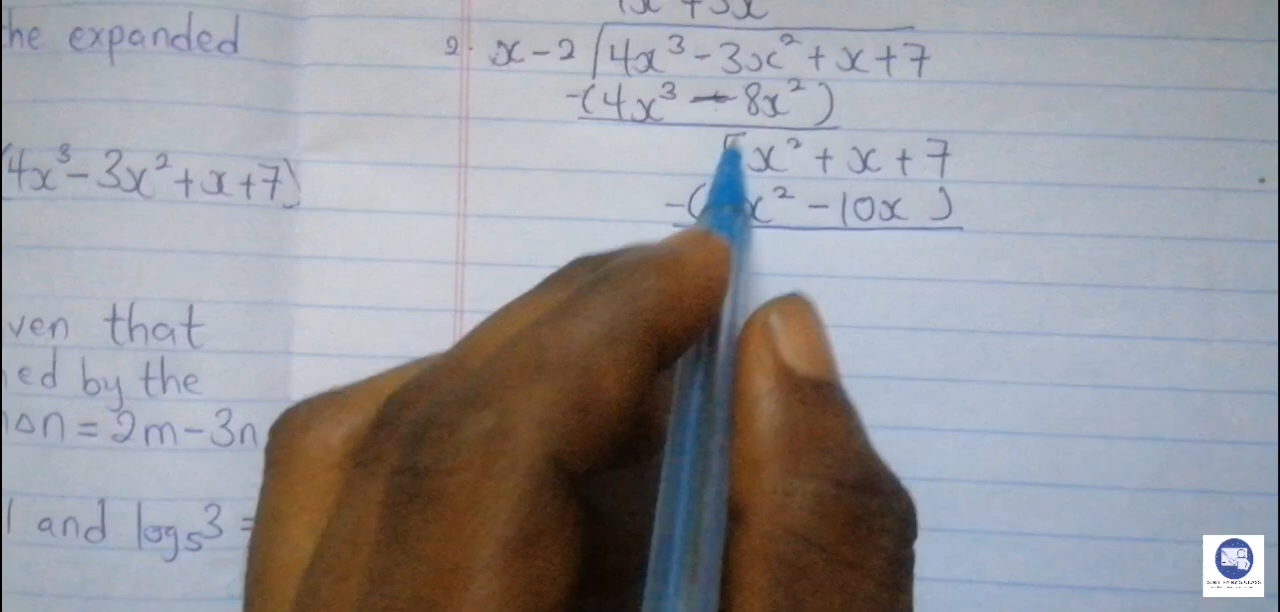 he expanded
(4x³-3x²+x+7)
ven that
ed by the
n = 2m-3n
and log₅3 =
+5x
2. x-2 4x³-3x²+x+7
-(4x³-8x²)
x²+x+7
-( x²-10x)